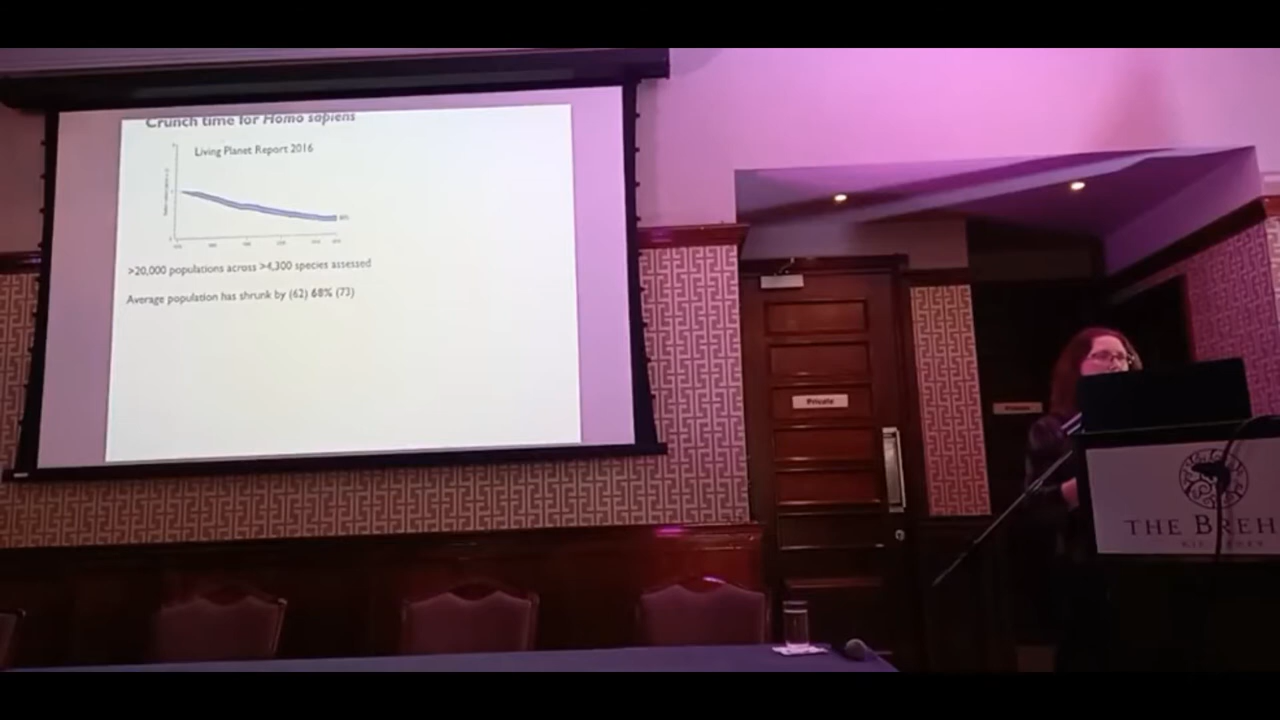 Crunch time for Homo sapiens
Living Planet Report 2016
>20,000 populations across >4,300 species assessed
Average population has shrunk by (62) 68% (73)
Private
THE BREH